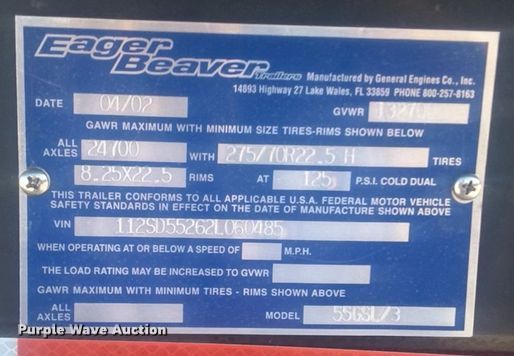 Eager
Beaver Trailers Manufactured by General Engines Co., Inc.
14893 Highway 27 Lake Wales, FL 33859 PHONE 800-257-8163
DATE 04/02 GVWR
GAWR MAXIMUM WITH MINIMUM SIZE TIRES-RIMS SHOWN BELOW
ALL AXLES 24700 WITH 275/70R22.5 H TIRES
8.25X22.5 RIMS AT 125 P.S.I. COLD DUAL
THIS TRAILER CONFORMS TO ALL APPLICABLE U.S.A. FEDERAL MOTOR VEHICLE
SAFETY STANDARDS IN EFFECT ON THE DATE OF MANUFACTURE SHOWN ABOVE
VIN 112SD55262L060485
WHEN OPERATING AT OR BELOW A SPEED OF M.P.H.
THE LOAD RATING MAY BE INCREASED TO GVWR
GAWR MAXIMUM WITH MINIMUM TIRES - RIMS SHOWN ABOVE
ALL AXLES MODEL 55GSL/3
Purple Wave Auction